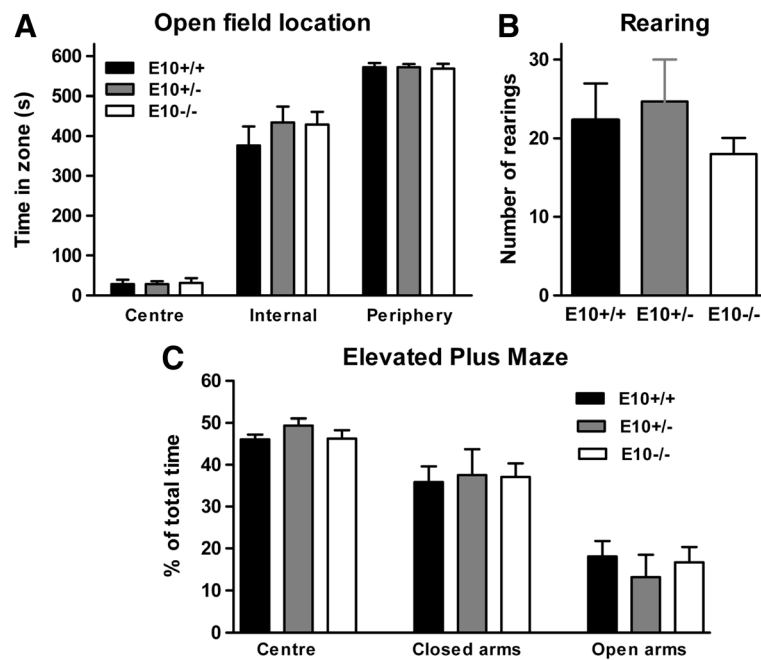 A
Open field location
Time in zone (s)
600
500
400
300
200
100
0
E10+/+
E10+/-
E10-/-
Centre Internal Periphery
B
Rearing
Number of rearings
30
20
10
0
E10+/+ E10+/- E10-/-
C
Elevated Plus Maze
% of total time
60
50
40
30
20
10
0
E10+/+
E10+/-
E10-/-
Centre Closed arms Open arms